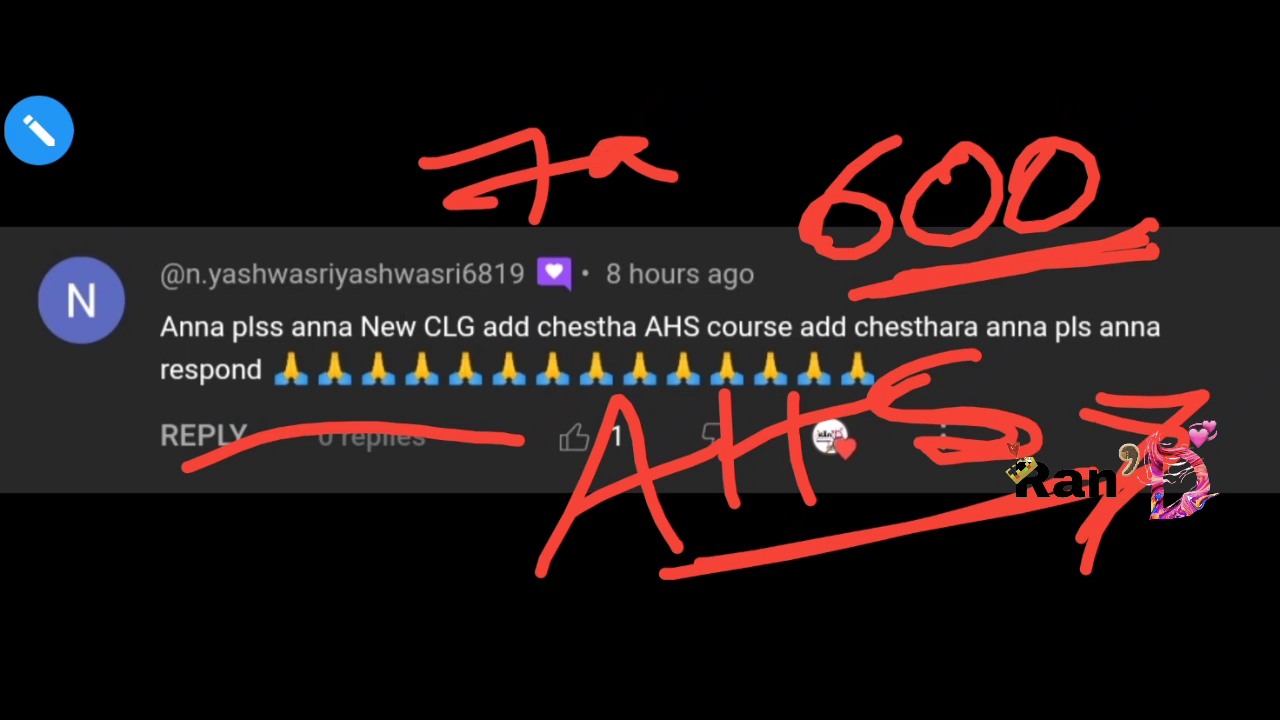 600
@n.yashwasriyashwasri6819 • 8 hours ago
Anna plss anna New CLG add chestha AHS course add chesthara anna pls anna
respond 🙏🙏🙏🙏🙏🙏🙏🙏🙏🙏🙏🙏🙏🙏
N
REPLY 0 replies 1
AHS
Ran'D